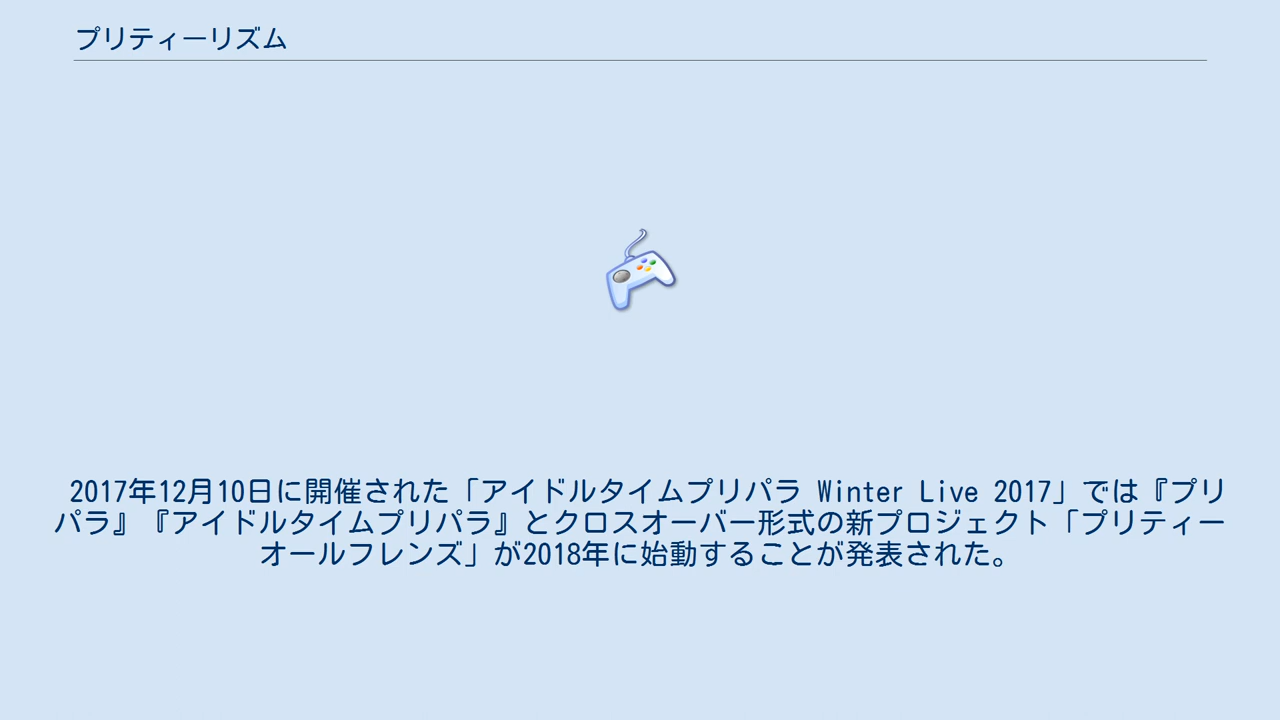 プリティーリズム
2017年12月10日に開催された「アイドルタイムプリパラ Winter Live 2017」では『プリ
パラ』『アイドルタイムプリパラ』とクロスオーバー形式の新プロジェクト「プリティー
オールフレンズ」が2018年に始動することが発表された。